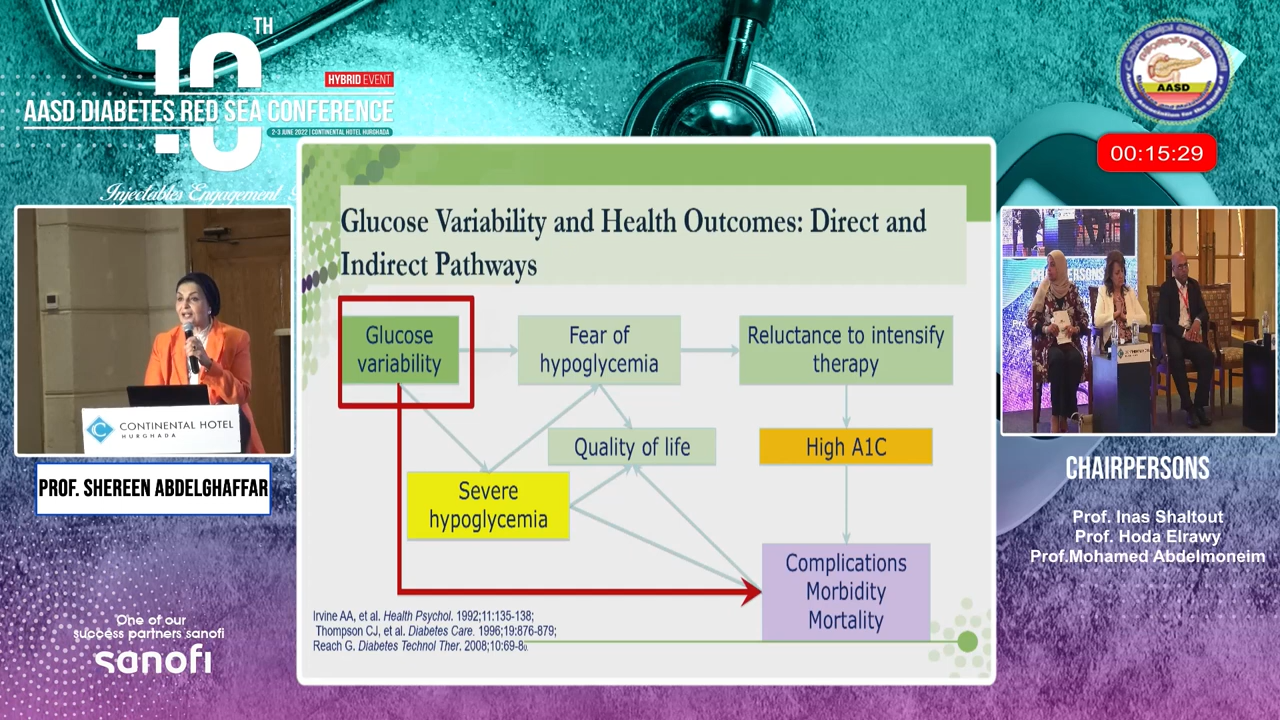 10
TH
HYBRID EVENT
AASD DIABETES RED SEA CONFERENCE
2-3 JUNE 2022 | CONTINENTAL HOTEL HURGHADA
Injectables Engagement
AASD
00:15:29
Glucose Variability and Health Outcomes: Direct and
Indirect Pathways
Glucose
variability
Fear of
hypoglycemia
Reluctance to intensify
therapy
Quality of life
High A1C
Severe
hypoglycemia
Complications
Morbidity
Mortality
Irvine AA, et al. Health Psychol. 1992;11:135-138;
Thompson CJ, et al. Diabetes Care. 1996;19:876-879;
Reach G. Diabetes Technol Ther. 2008;10:69-80.
CONTINENTAL HOTEL
HURGHADA
PROF. SHEREEN ABDELGHAFFAR
One of our
success partners sanofi
sanofi
CHAIRPERSONS
Prof. Inas Shaltout
Prof. Hoda Elrawy
Prof.Mohamed Abdelmoneim